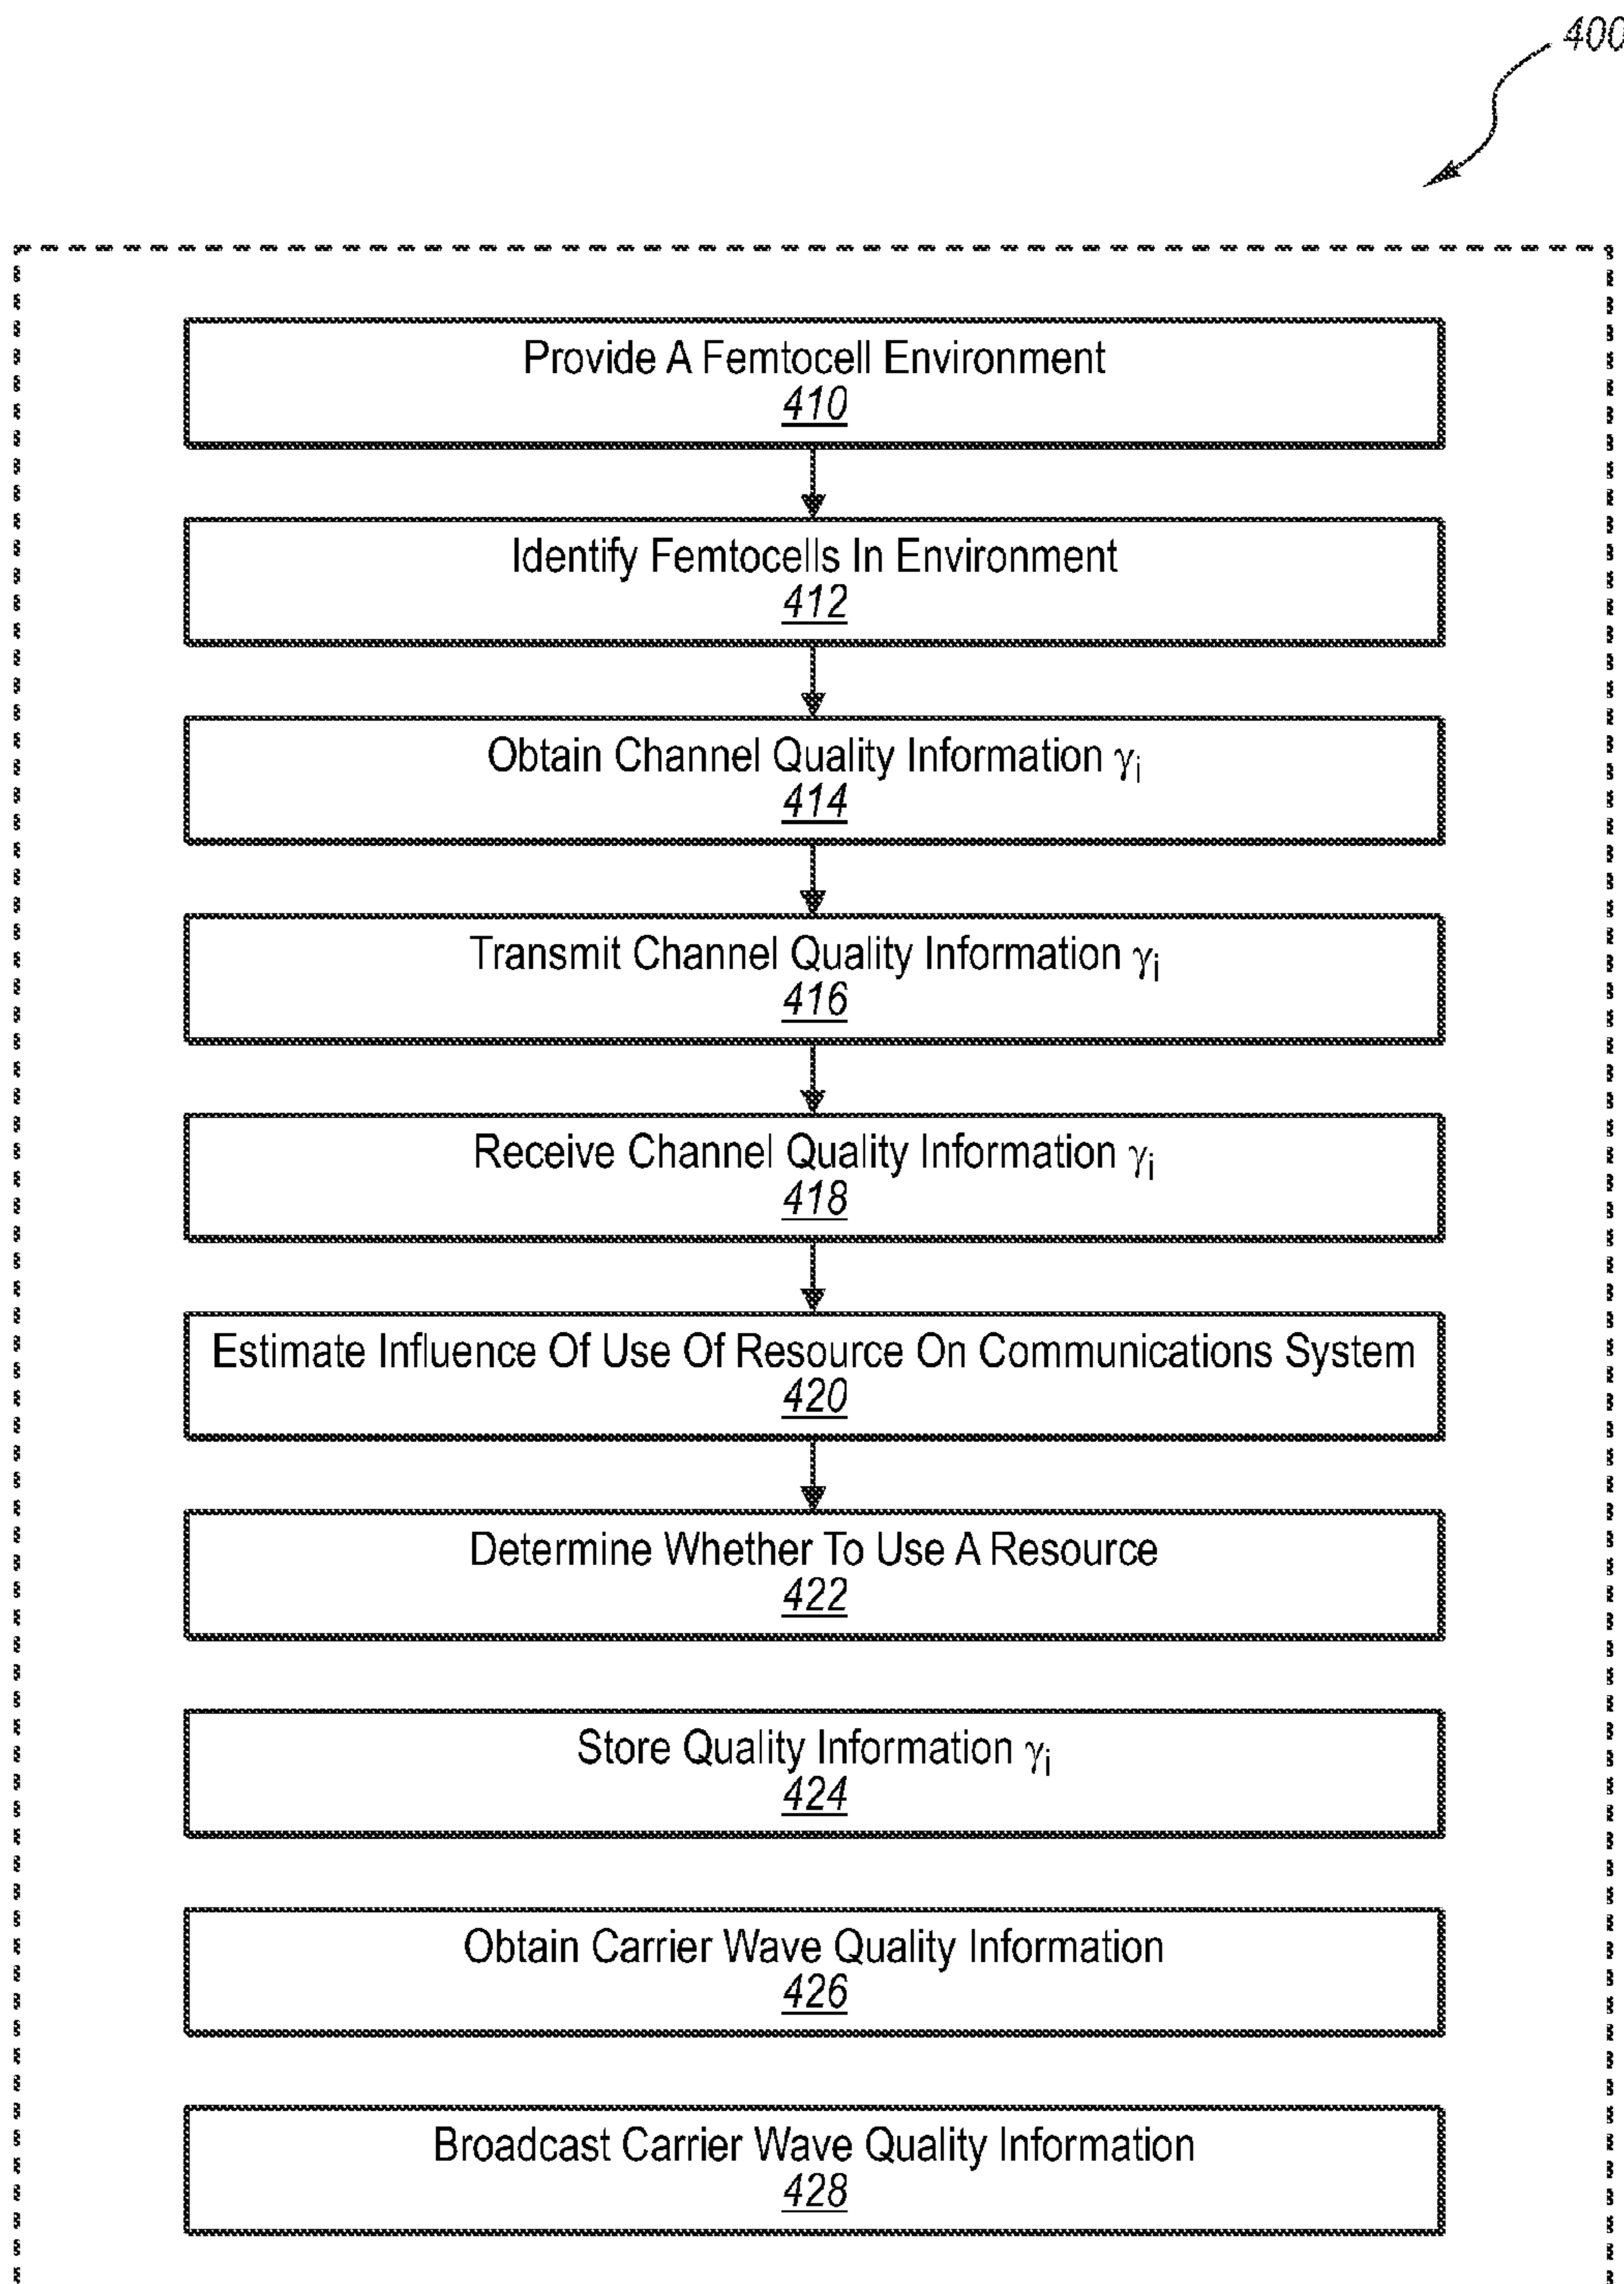 400
Provide A Femtocell Environment
410
Identify Femtocells In Environment
412
Obtain Channel Quality Information γi
414
Transmit Channel Quality Information γi
416
Receive Channel Quality Information γi
418
Estimate Influence Of Use Of Resource On Communications System
420
Determine Whether To Use A Resource
422
Store Quality Information γi
424
Obtain Carrier Wave Quality Information
426
Broadcast Carrier Wave Quality Information
428